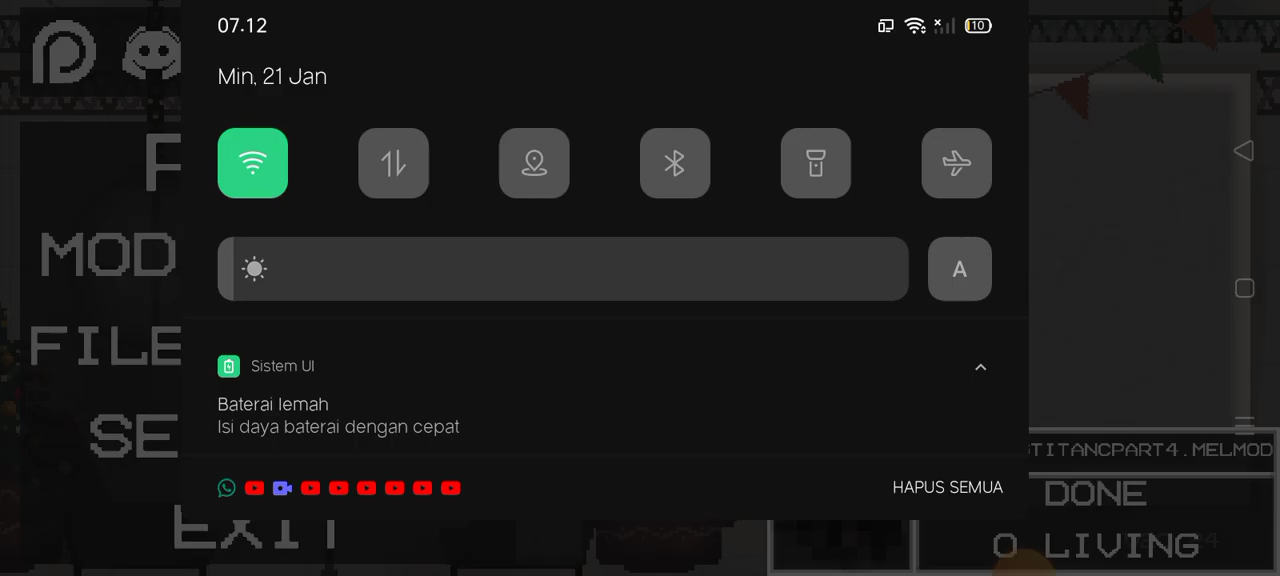 07.12
10
Min, 21 Jan
A
Sistem UI
Baterai lemah
Isi daya baterai dengan cepat
HAPUS SEMUA
MOD
FILE
SE
EXIT
TITANCPART4.MELMOD
DONE
0 LIVING